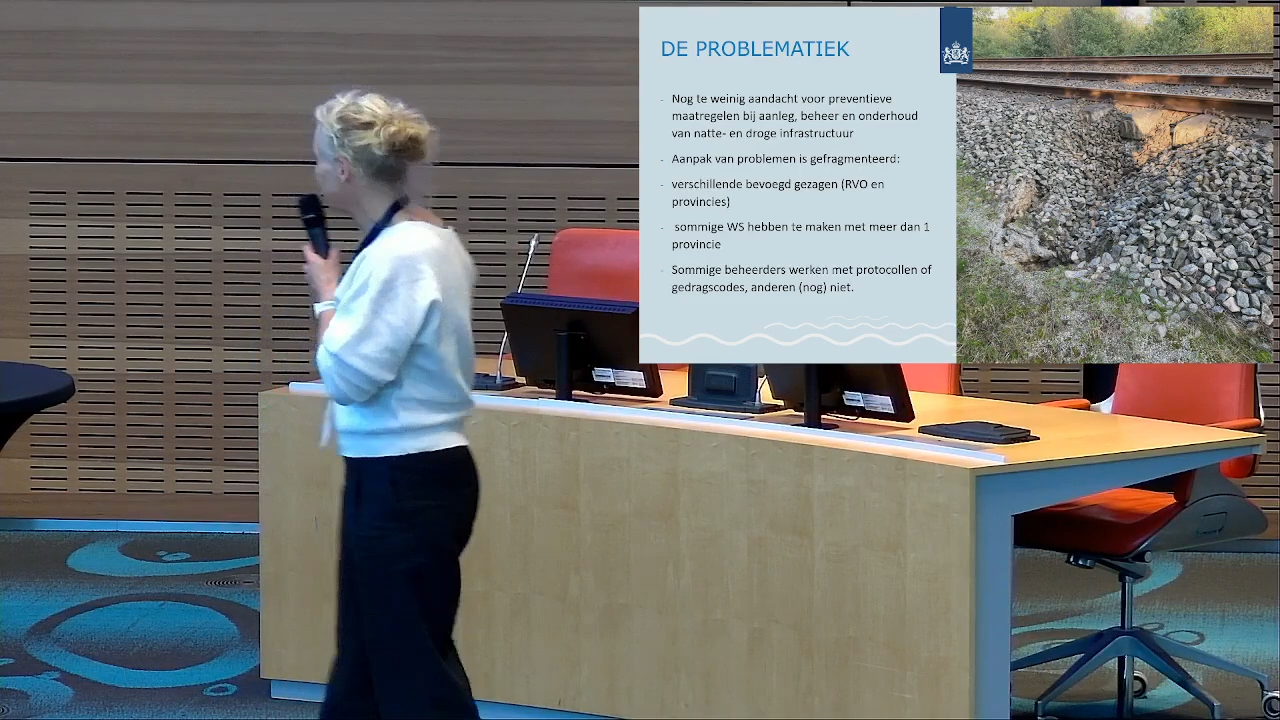 DE PROBLEMATIEK
- Nog te weinig aandacht voor preventieve
maatregelen bij aanleg, beheer en onderhoud
van natte- en droge infrastructuur
- Aanpak van problemen is gefragmenteerd:
- verschillende bevoegd gezagen (RVO en
provincies)
- sommige WS hebben te maken met meer dan 1
provincie
- Sommige beheerders werken met protocollen of
gedragscodes, anderen (nog) niet.